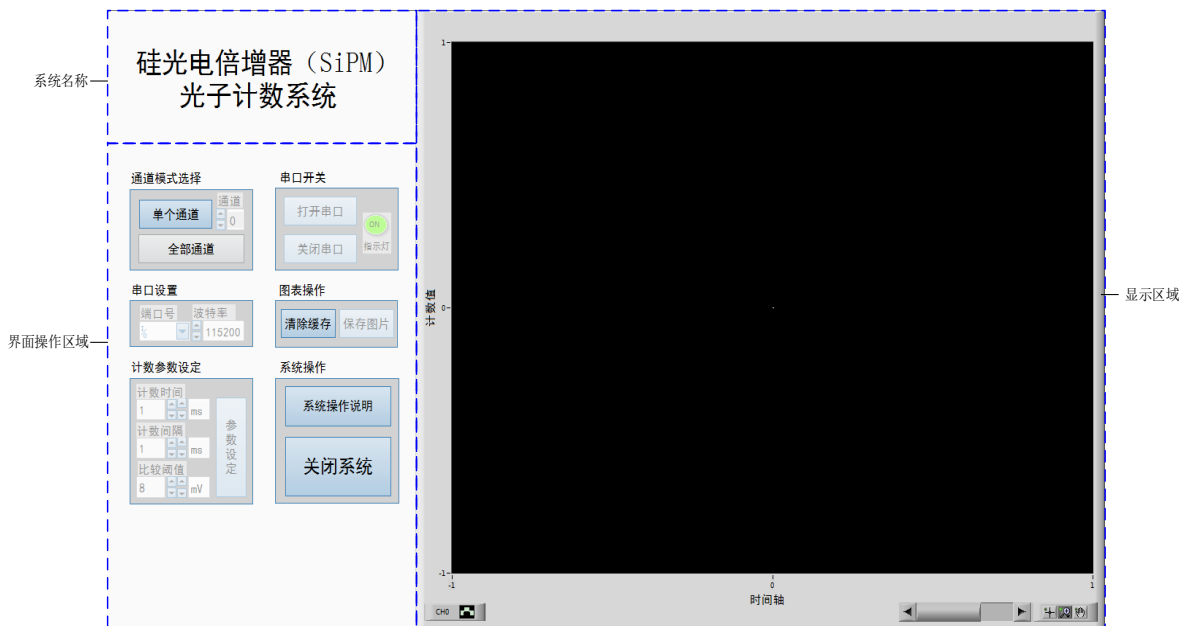 系统名称
硅光电倍增器（SiPM）
光子计数系统
界面操作区域
通道模式选择
单个通道
通道
0
全部通道
串口开关
打开串口
关闭串口
ON
指示灯
串口设置
端口号
波特率
115200
图表操作
清除缓存
保存图片
计数参数设定
计数时间
1
ms
计数间隔
1
ms
比较阈值
8
mV
参数设定
系统操作
系统操作说明
关闭系统
计数值
1
0
-1
-1
0
1
时间轴
CH0
显示区域